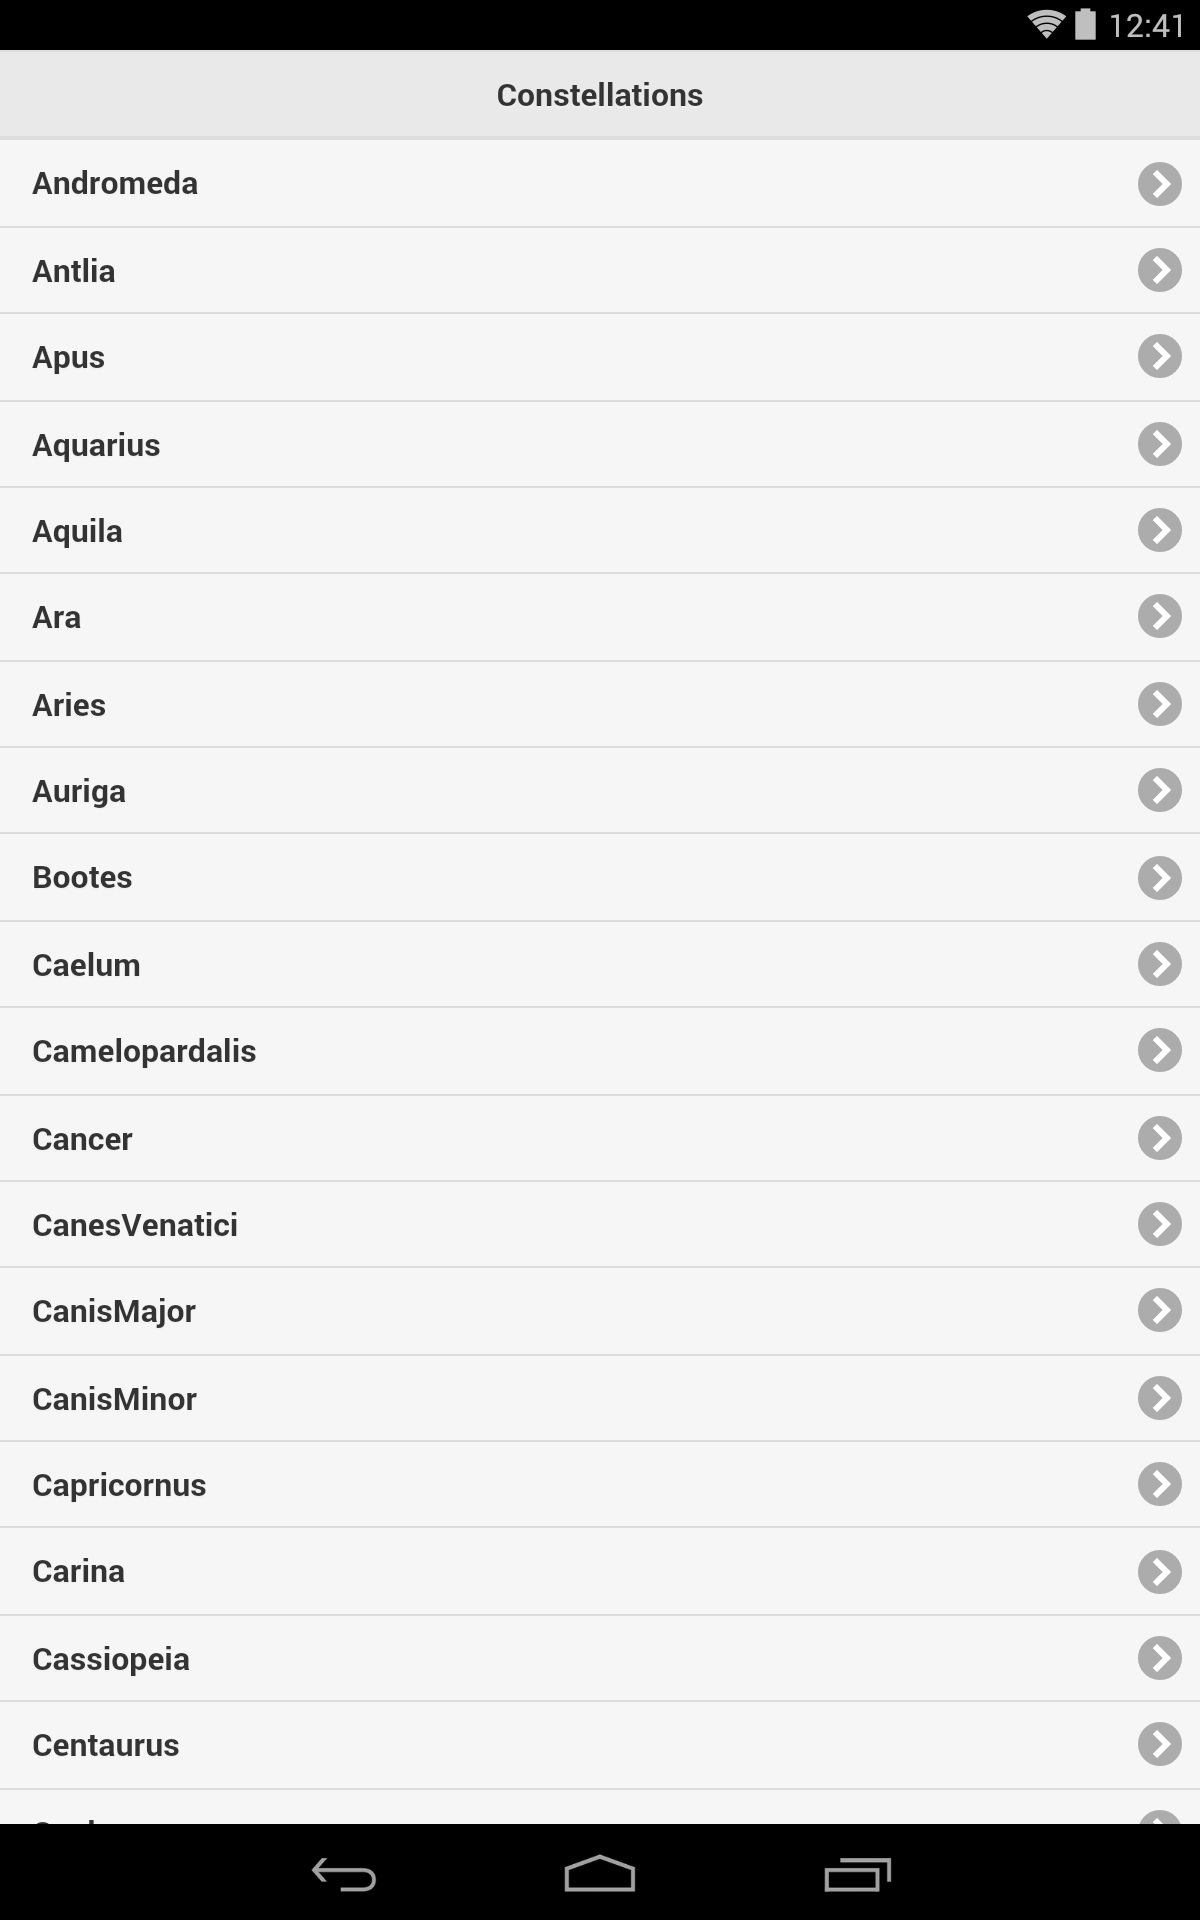 12:41
Constellations
Andromeda
Antlia
Apus
Aquarius
Aquila
Ara
Aries
Auriga
Bootes
Caelum
Camelopardalis
Cancer
CanesVenatici
CanisMajor
CanisMinor
Capricornus
Carina
Cassiopeia
Centaurus